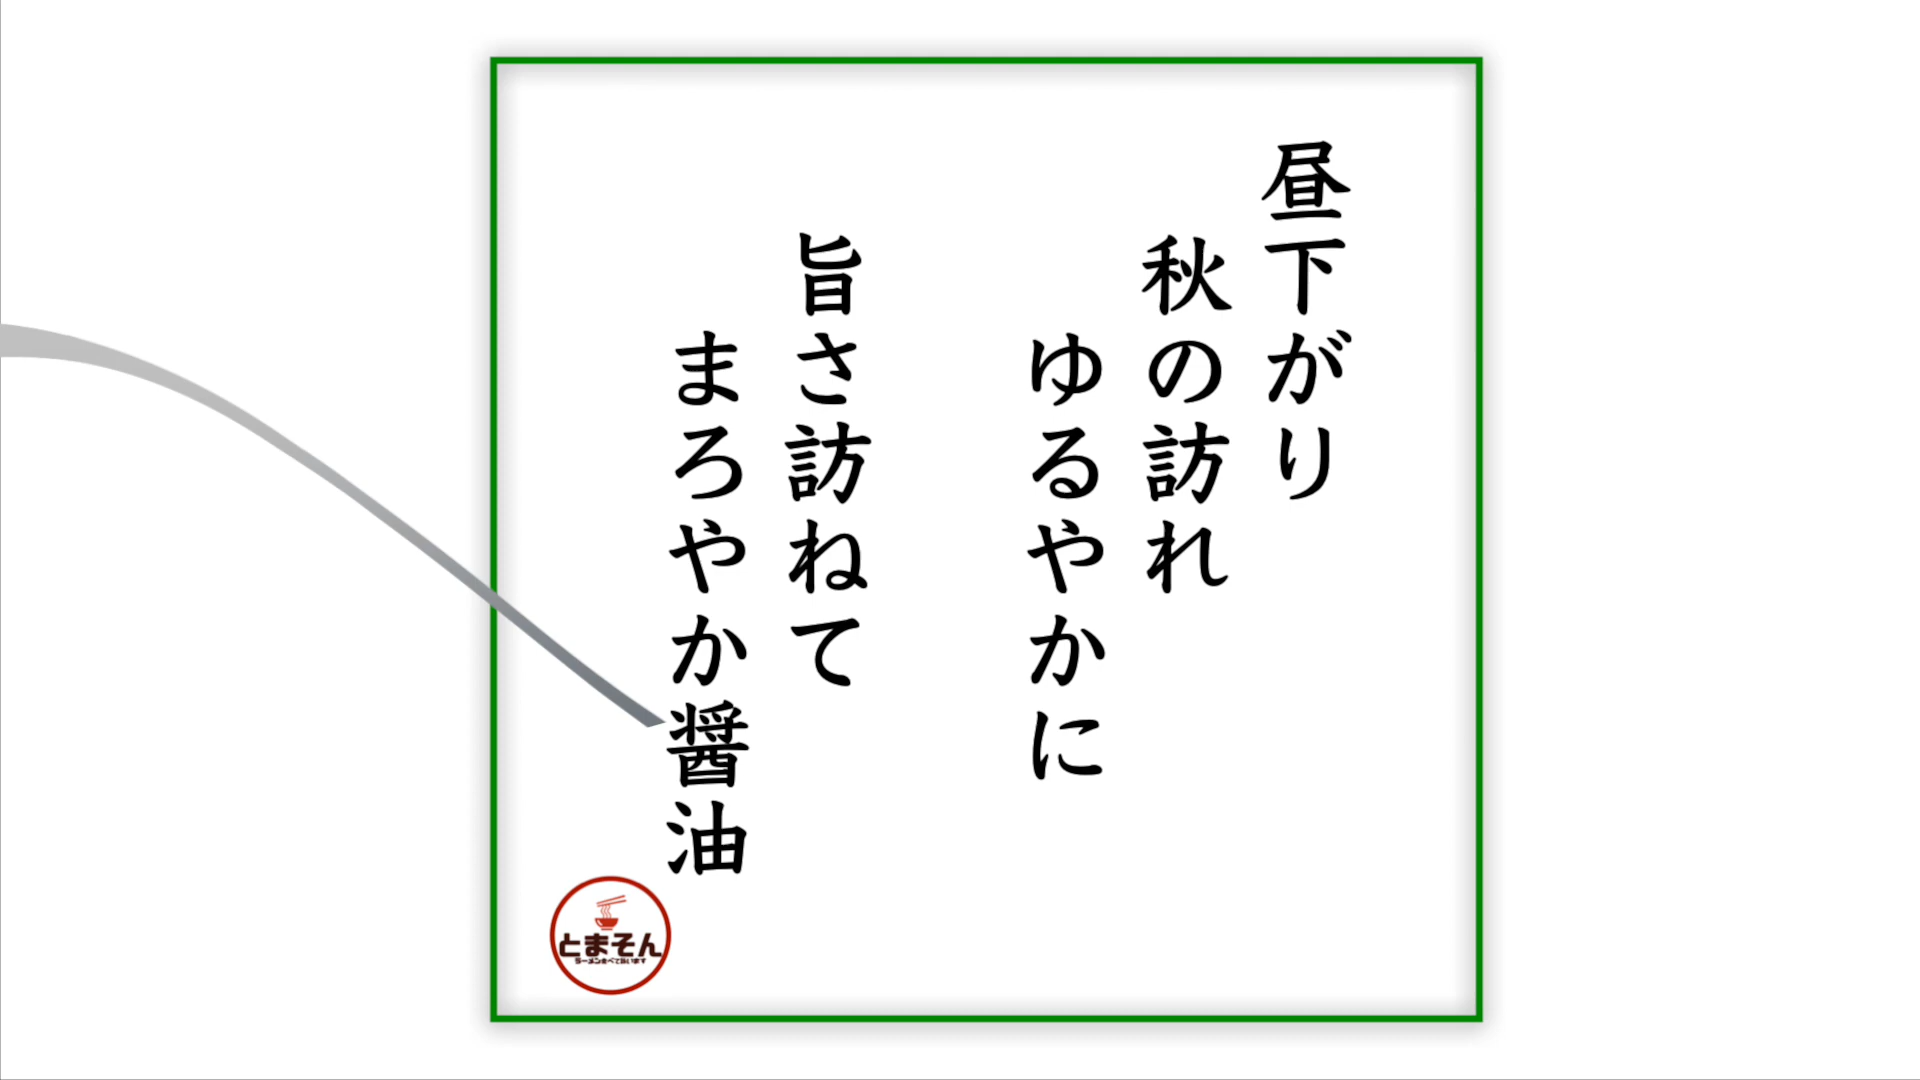 昼下がり
秋の訪れ
ゆるやかに
旨さ訪ねて
まろやか醤油
とまそん